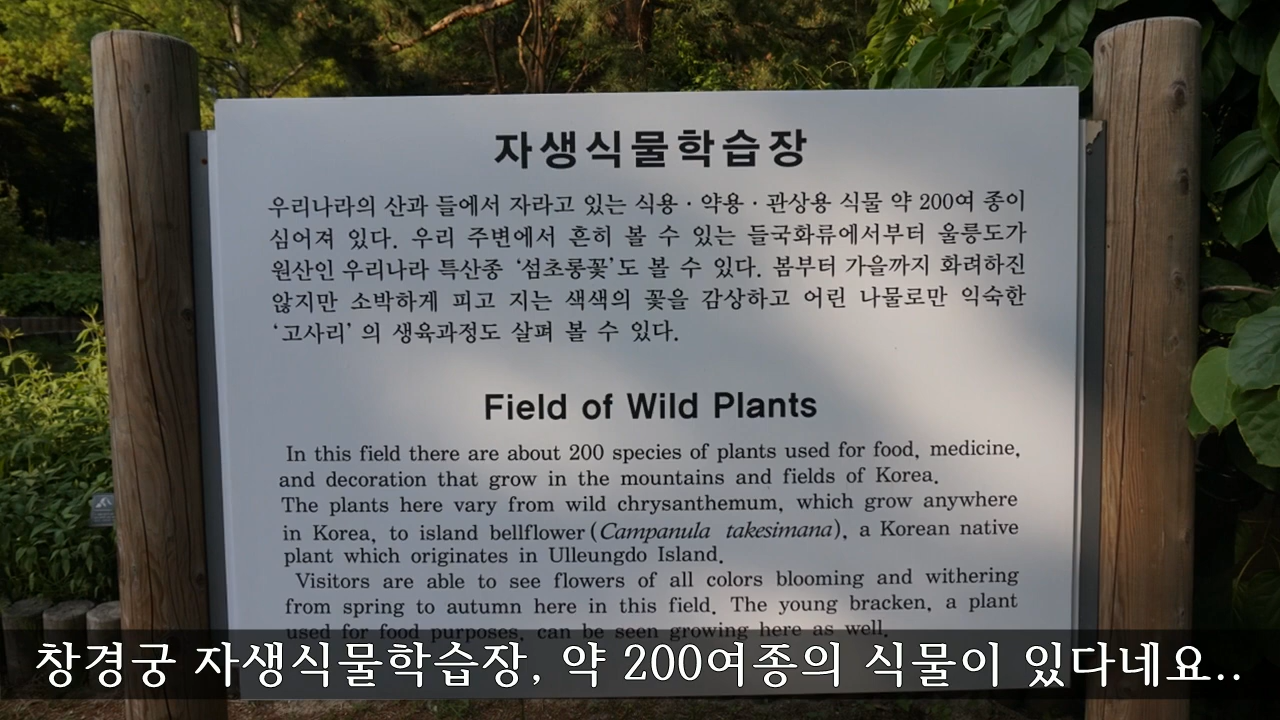 자생식물학습장
우리나라의 산과 들에서 자라고 있는 식용 · 약용 · 관상용 식물 약 200여 종이
심어져 있다. 우리 주변에서 흔히 볼 수 있는 들국화류에서부터 울릉도가
원산인 우리나라 특산종 '섬초롱꽃'도 볼 수 있다. 봄부터 가을까지 화려하진
않지만 소박하게 피고 지는 색색의 꽃을 감상하고 어린 나물로만 익숙한
'고사리' 의 생육과정도 살펴 볼 수 있다.
Field of Wild Plants
In this field there are about 200 species of plants used for food, medicine,
and decoration that grow in the mountains and fields of Korea.
The plants here vary from wild chrysanthemum, which grow anywhere
in Korea, to island bellflower (Campanula takesimana), a Korean native
plant which originates in Ulleungdo Island.
Visitors are able to see flowers of all colors blooming and withering
from spring to autumn here in this field. The young bracken, a plant
used for food purposes, can be seen growing here as well.
창경궁 자생식물학습장, 약 200여종의 식물이 있다네요..